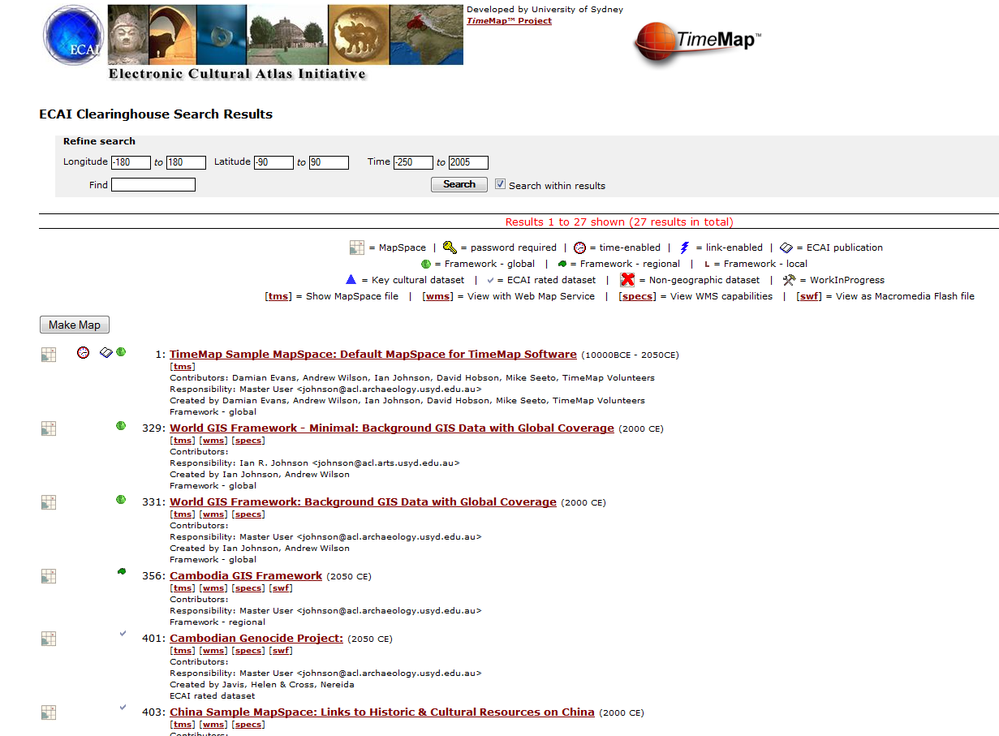 Developed by University of Sydney
TimeMap™ Project
ECAI
TimeMap™
Electronic Cultural Atlas Initiative
ECAI Clearinghouse Search Results
Refine search
Longitude -180 to 180 Latitude -90 to 90 Time -250 to 2005
Find Search Search within results
Results 1 to 27 shown (27 results in total)
= MapSpace | = password required | = time-enabled | = link-enabled | = ECAI publication
= Framework - global | = Framework - regional | L = Framework - local
= Key cultural dataset | = ECAI rated dataset | = Non-geographic dataset | = WorkInProgress
[tms] = Show MapSpace file | [wms] = View with Web Map Service | [specs] = View WMS capabilities | [swf] = View as Macromedia Flash file
Make Map
1: TimeMap Sample MapSpace: Default MapSpace for TimeMap Software (10000BCE - 2050CE)
[tms]
Contributors: Damian Evans, Andrew Wilson, Ian Johnson, David Hobson, Mike Seeto, TimeMap Volunteers
Responsibility: Master User <johnson@acl.archaeology.usyd.edu.au>
Created by Damian Evans, Andrew Wilson, Ian Johnson, David Hobson, Mike Seeto, TimeMap Volunteers
Framework - global
329: World GIS Framework - Minimal: Background GIS Data with Global Coverage (2000 CE)
[tms] [wms] [specs]
Contributors:
Responsibility: Ian R. Johnson <johnson@acl.arts.usyd.edu.au>
Created by Ian Johnson, Andrew Wilson
Framework - global
331: World GIS Framework: Background GIS Data with Global Coverage (2000 CE)
[tms] [wms] [specs]
Contributors:
Responsibility: Master User <johnson@acl.archaeology.usyd.edu.au>
Created by Ian Johnson, Andrew Wilson
Framework - global
356: Cambodia GIS Framework (2050 CE)
[tms] [wms] [specs] [swf]
Contributors:
Responsibility: Master User <johnson@acl.archaeology.usyd.edu.au>
Framework - regional
401: Cambodian Genocide Project: (2050 CE)
[tms] [wms] [specs] [swf]
Contributors:
Responsibility: Master User <johnson@acl.archaeology.usyd.edu.au>
Created by Javis, Helen & Cross, Nereida
ECAI rated dataset
403: China Sample MapSpace: Links to Historic & Cultural Resources on China (2000 CE)
[tms] [wms] [specs]
Contributors: